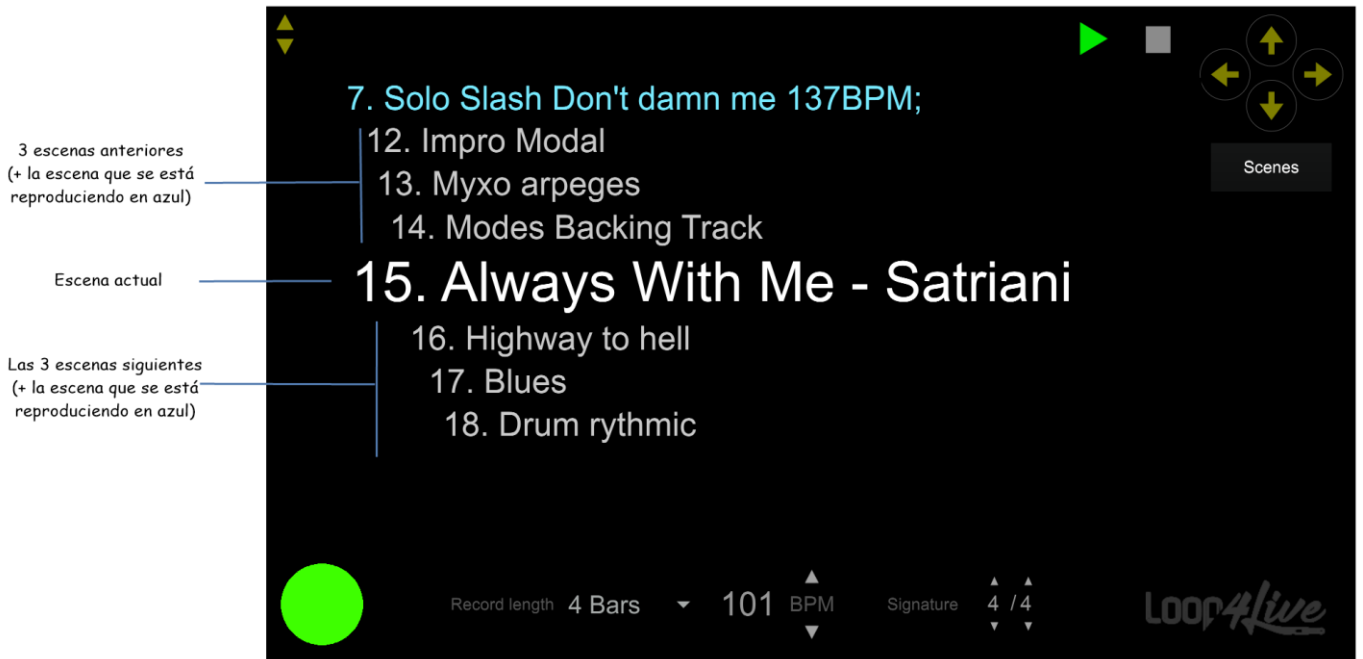 7. Solo Slash Don't damn me 137BPM;
3 escenas anteriores
(+ la escena que se está
reproduciendo en azul)
12. Impro Modal
13. Myxo arpeges
14. Modes Backing Track
Scenes
Escena actual
15. Always With Me - Satriani
Las 3 escenas siguientes
(+ la escena que se está
reproduciendo en azul)
16. Highway to hell
17. Blues
18. Drum rythmic
Record length 4 Bars 101 BPM Signature 4 / 4
Loop4Live